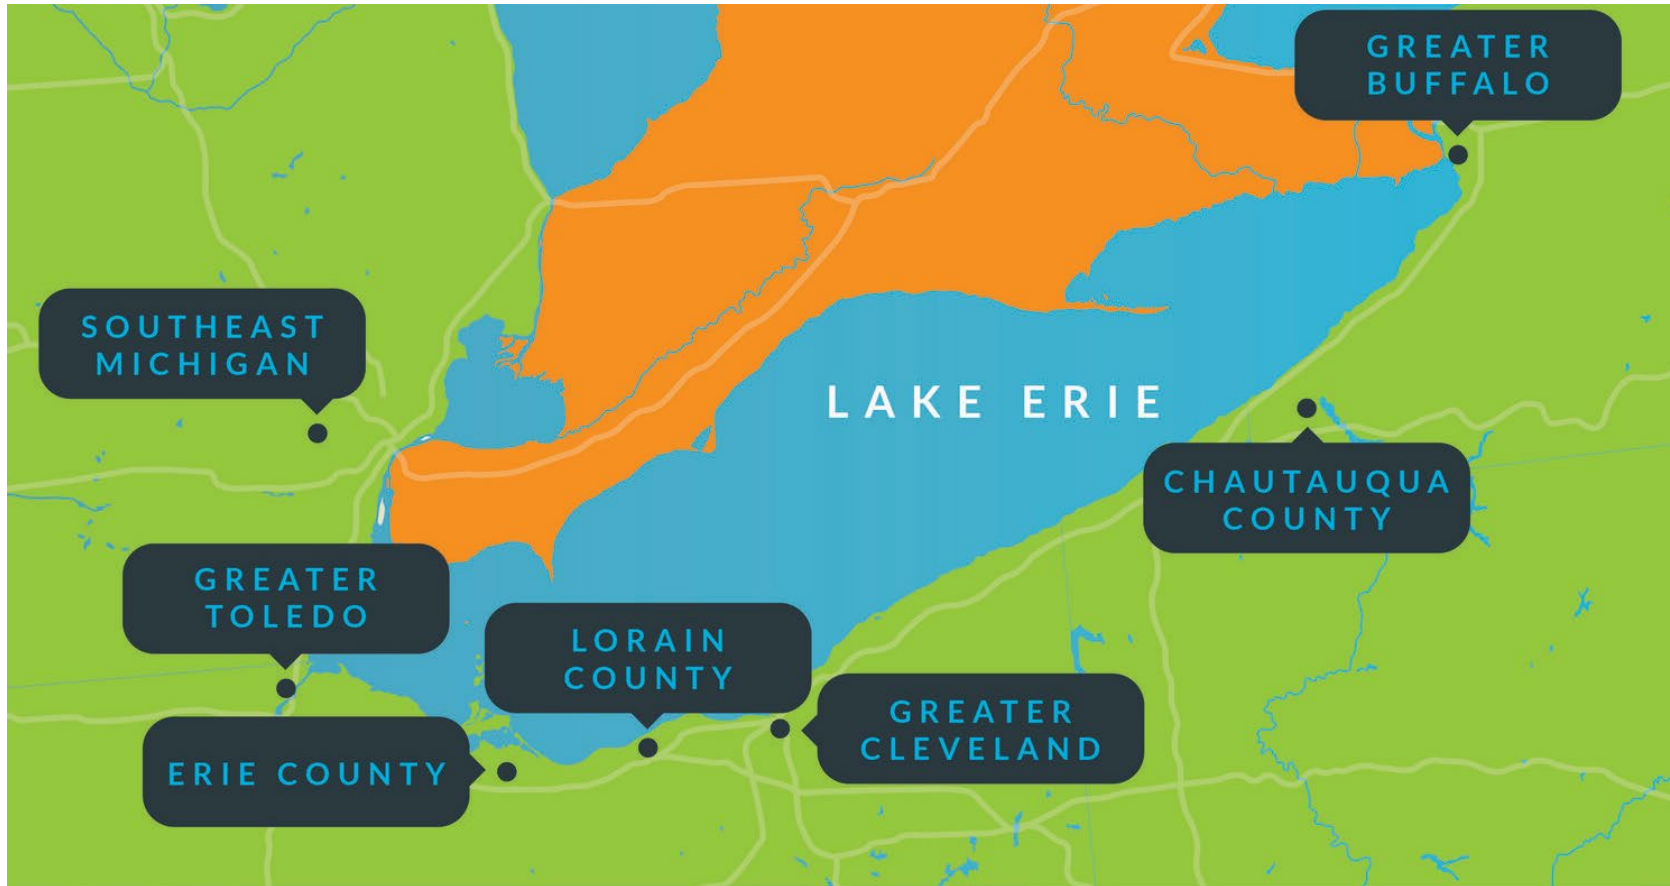 GREATER
BUFFALO
SOUTHEAST
MICHIGAN
LAKE ERIE
CHAUTAUQUA
COUNTY
GREATER
TOLEDO
LORAIN
COUNTY
GREATER
CLEVELAND
ERIE COUNTY